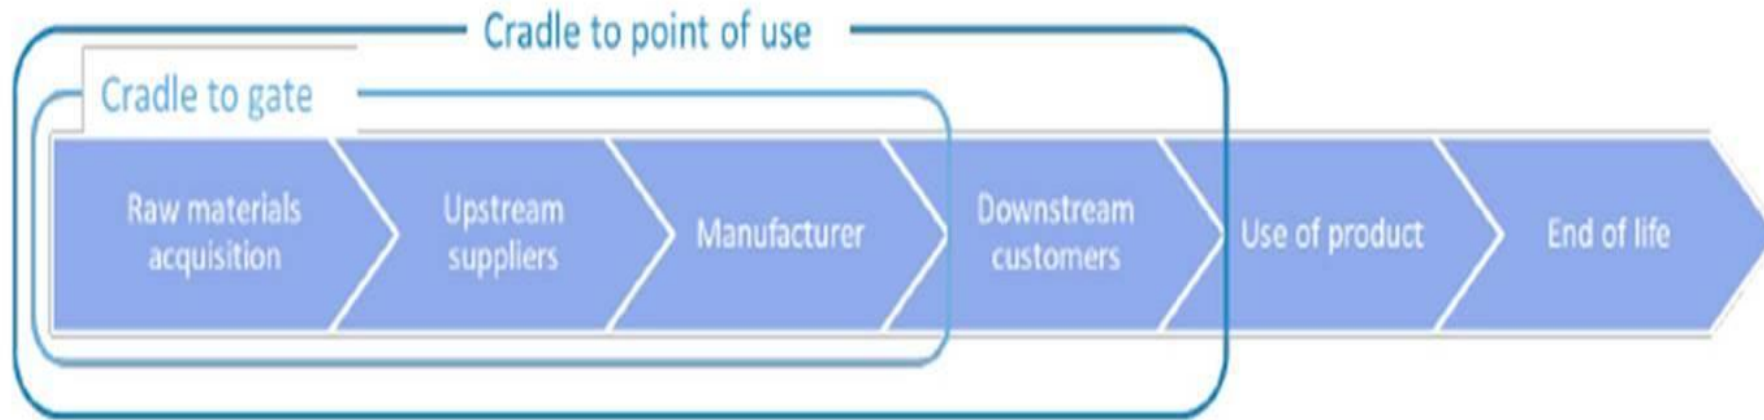 Cradle to point of use
Cradle to gate
Raw materials
acquisition
Upstream
suppliers
Manufacturer
Downstream
customers
Use of product
End of life